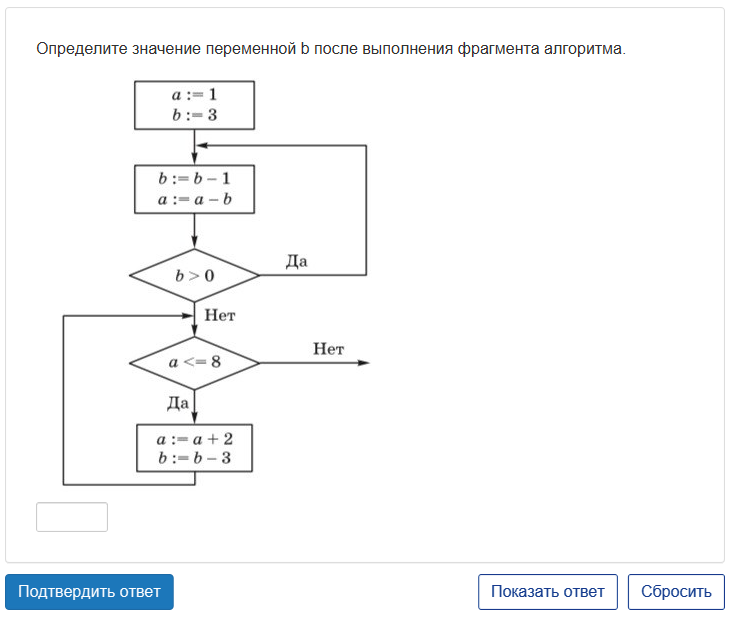 Определите значение переменной b после выполнения фрагмента алгоритма.
a := 1
b := 3
b := b – 1
a := a – b
Да
b > 0
Нет
Нет
a <= 8
Да
a := a + 2
b := b – 3
Подтвердить ответ
Показать ответ
Сбросить